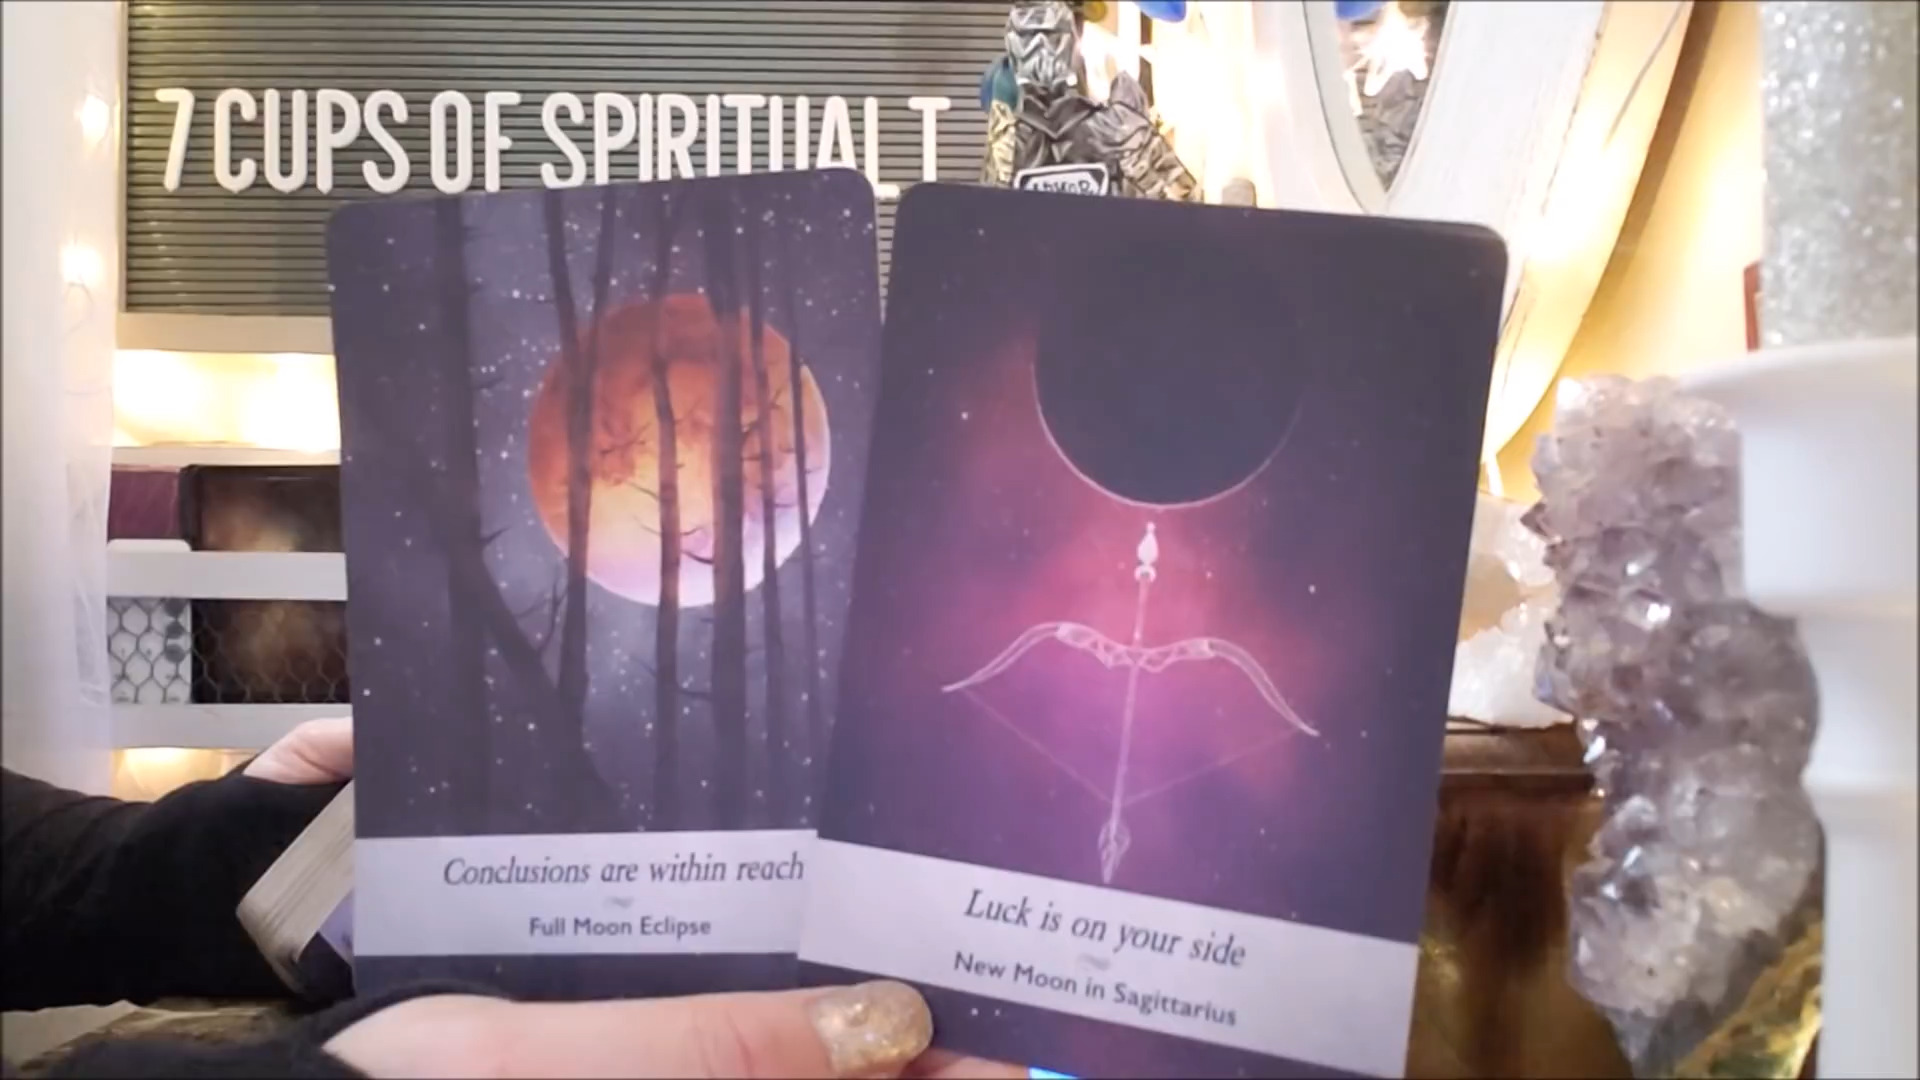 7 CUPS OF SPIRITUAL T
Conclusions are within reach
Full Moon Eclipse
Luck is on your side
New Moon in Sagittarius